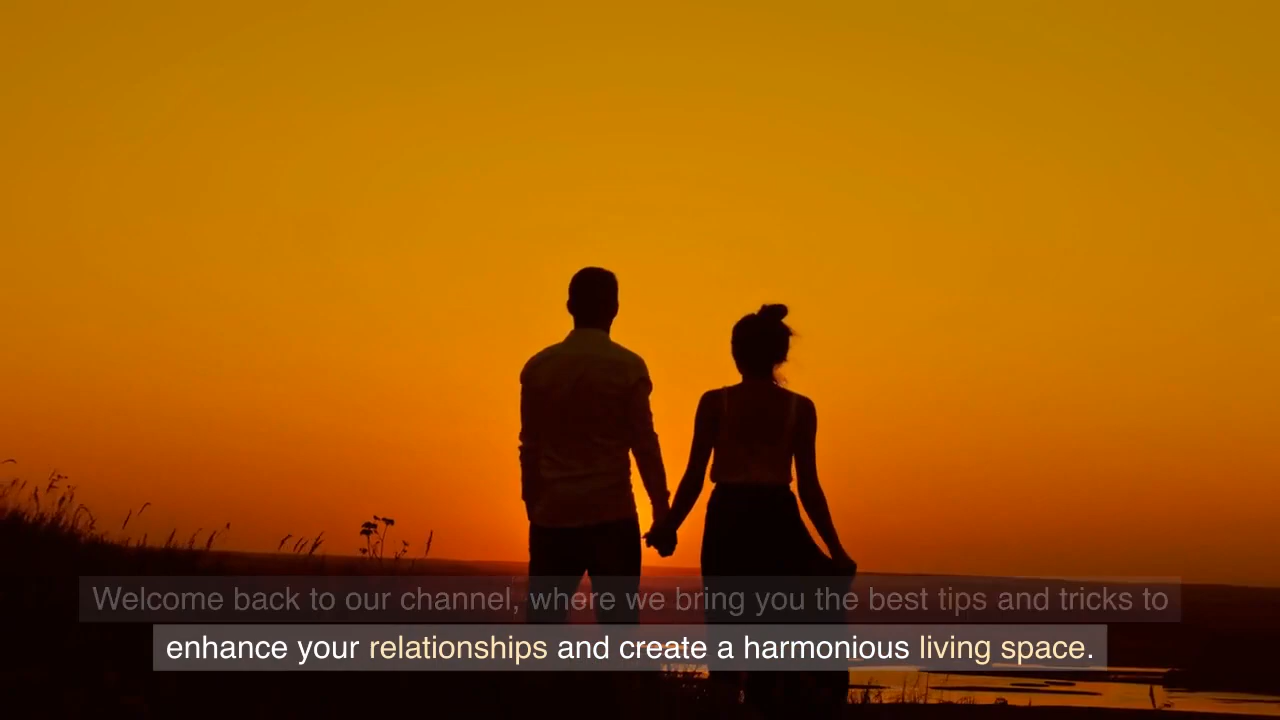 Welcome back to our channel, where we bring you the best tips and tricks to
enhance your relationships and create a harmonious living space.